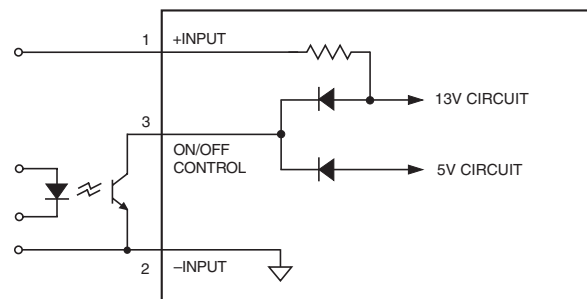 1
+INPUT
13V CIRCUIT
3
ON/OFF
CONTROL
5V CIRCUIT
2
–INPUT